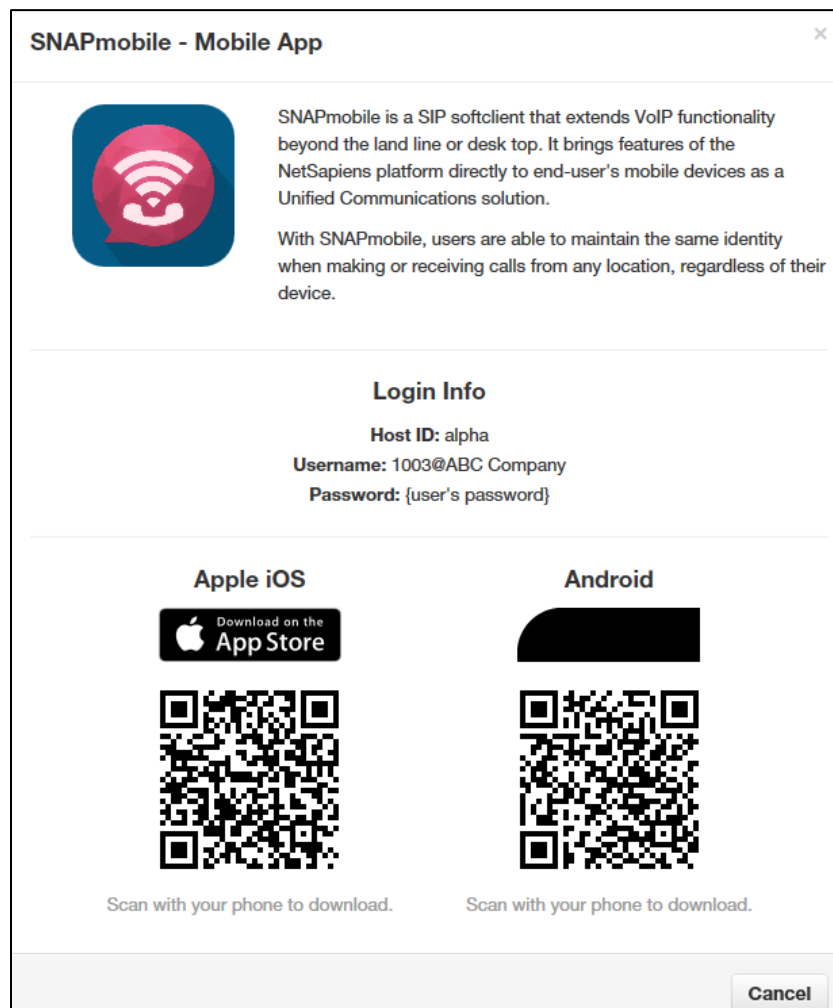 SNAPmobile - Mobile App
×
SNAPmobile is a SIP softclient that extends VoIP functionality
beyond the land line or desk top. It brings features of the
NetSapiens platform directly to end-user's mobile devices as a
Unified Communications solution.
With SNAPmobile, users are able to maintain the same identity
when making or receiving calls from any location, regardless of their
device.
Login Info
Host ID: alpha
Username: 1003@ABC Company
Password: {user's password}
Apple iOS
Android
Download on the
App Store
Scan with your phone to download.
Scan with your phone to download.
Cancel